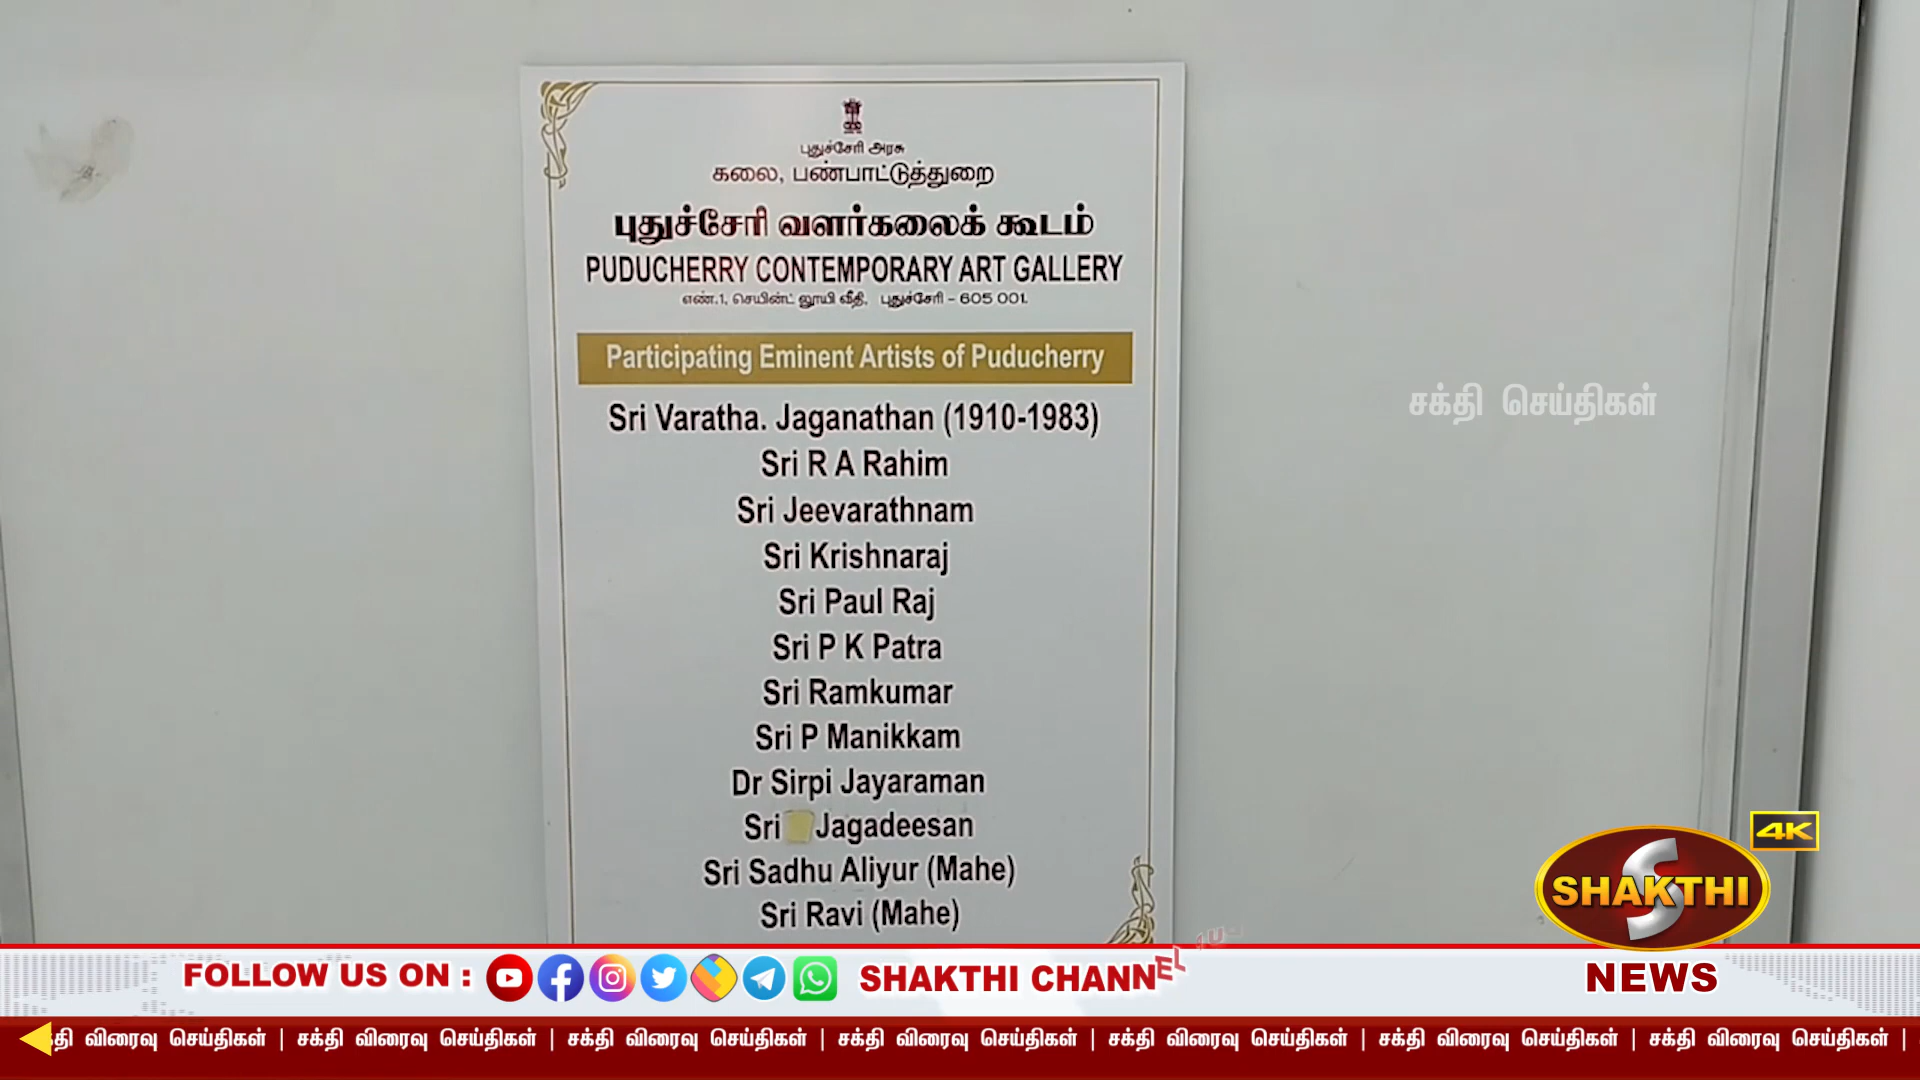 புதுச்சேரி அரசு
கலை, பண்பாட்டுத்துறை
புதுச்சேரி வளர்கலைக் கூடம்
PUDUCHERRY CONTEMPORARY ART GALLERY
எண்.1, செயின்ட் லூயி வீதி, புதுச்சேரி - 605 001.
Participating Eminent Artists of Puducherry
Sri Varatha. Jaganathan (1910-1983)
Sri R A Rahim
Sri Jeevarathnam
Sri Krishnaraj
Sri Paul Raj
Sri P K Patra
Sri Ramkumar
Sri P Manikkam
Dr Sirpi Jayaraman
Sri Jagadeesan
Sri Sadhu Aliyur (Mahe)
Sri Ravi (Mahe)
சக்தி செய்திகள்
4K
S
SHAKTHI
NEWS
FOLLOW US ON : SHAKTHI CHANNEL
விரைவு செய்திகள் | சக்தி விரைவு செய்திகள் | சக்தி விரைவு செய்திகள் | சக்தி விரைவு செய்திகள் | சக்தி விரைவு செய்திகள் | சக்தி விரைவு செய்திகள் | சக்தி விரைவு செய்திகள் |